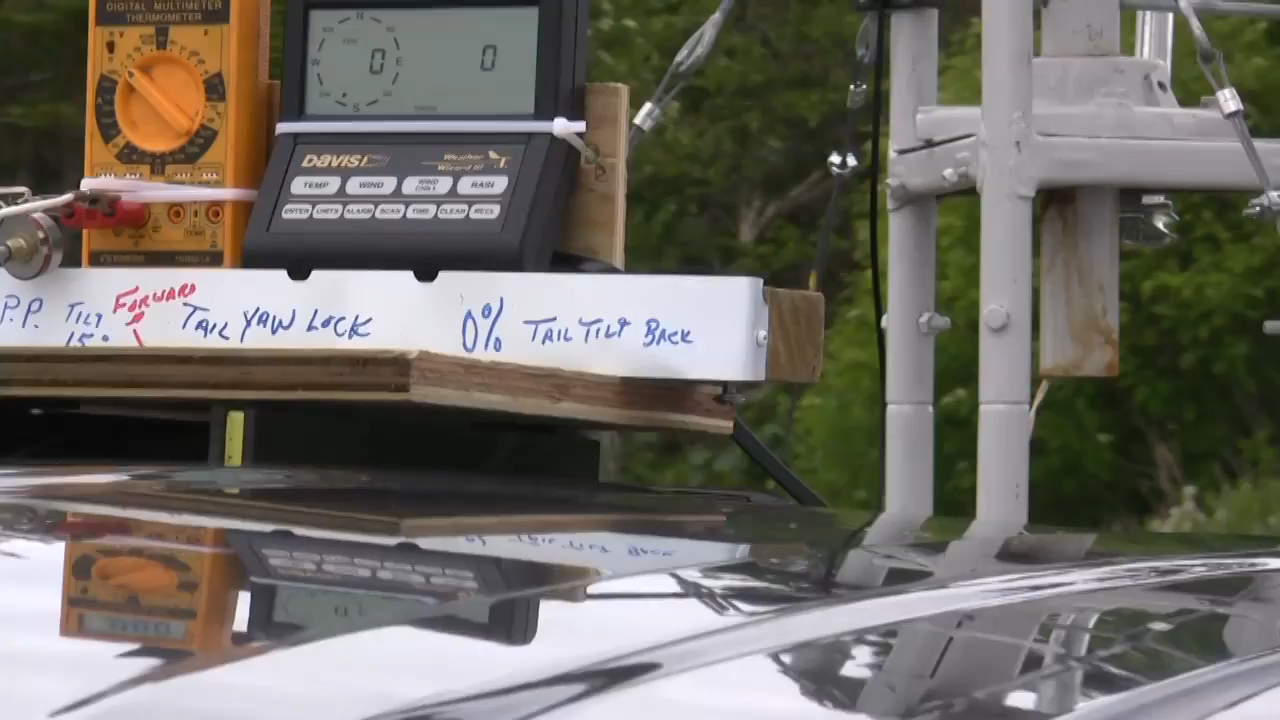 DIGITAL MULTIMETER
THERMOMETER
N
W
E
S
0
0
DAVIS
Weather
Wizard III
TEMP
WIND
WIND
CHILL
RAIN
ENTER
UNITS
ALARM
SCAN
TIME
CLEAR
RECL
P.P. TILT FORWARD TAIL YAW LOCK 0% TAIL TILT BACK
15°